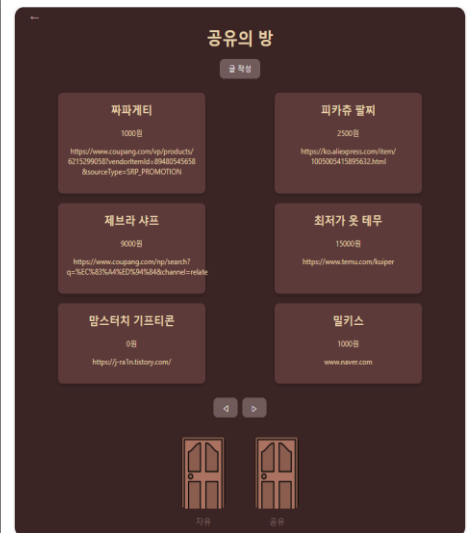 ←
공유의 방
글 작성
짜파게티
1000원
https://www.coupang.com/vp/products/
6215299058?vendorItemId=89480545658
&sourceType=SRP_PROMOTION
피카츄 팔찌
2500원
https://ko.aliexpress.com/item/
1005005415895632.html
제브라 샤프
9000원
https://www.coupang.com/np/search?
q=%EC%83%A4%ED%94%84&channel=relate
최저가 옷 테무
15000원
https://www.temu.com/kuiper
맘스터치 기프티콘
0원
https://j-ra1n.tistory.com/
밀키스
1000원
www.naver.com
자유
공유